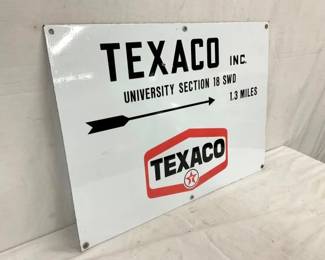 TEXACO INC.
UNIVERSITY SECTION 18 SWD
1.3 MILES
TEXACO